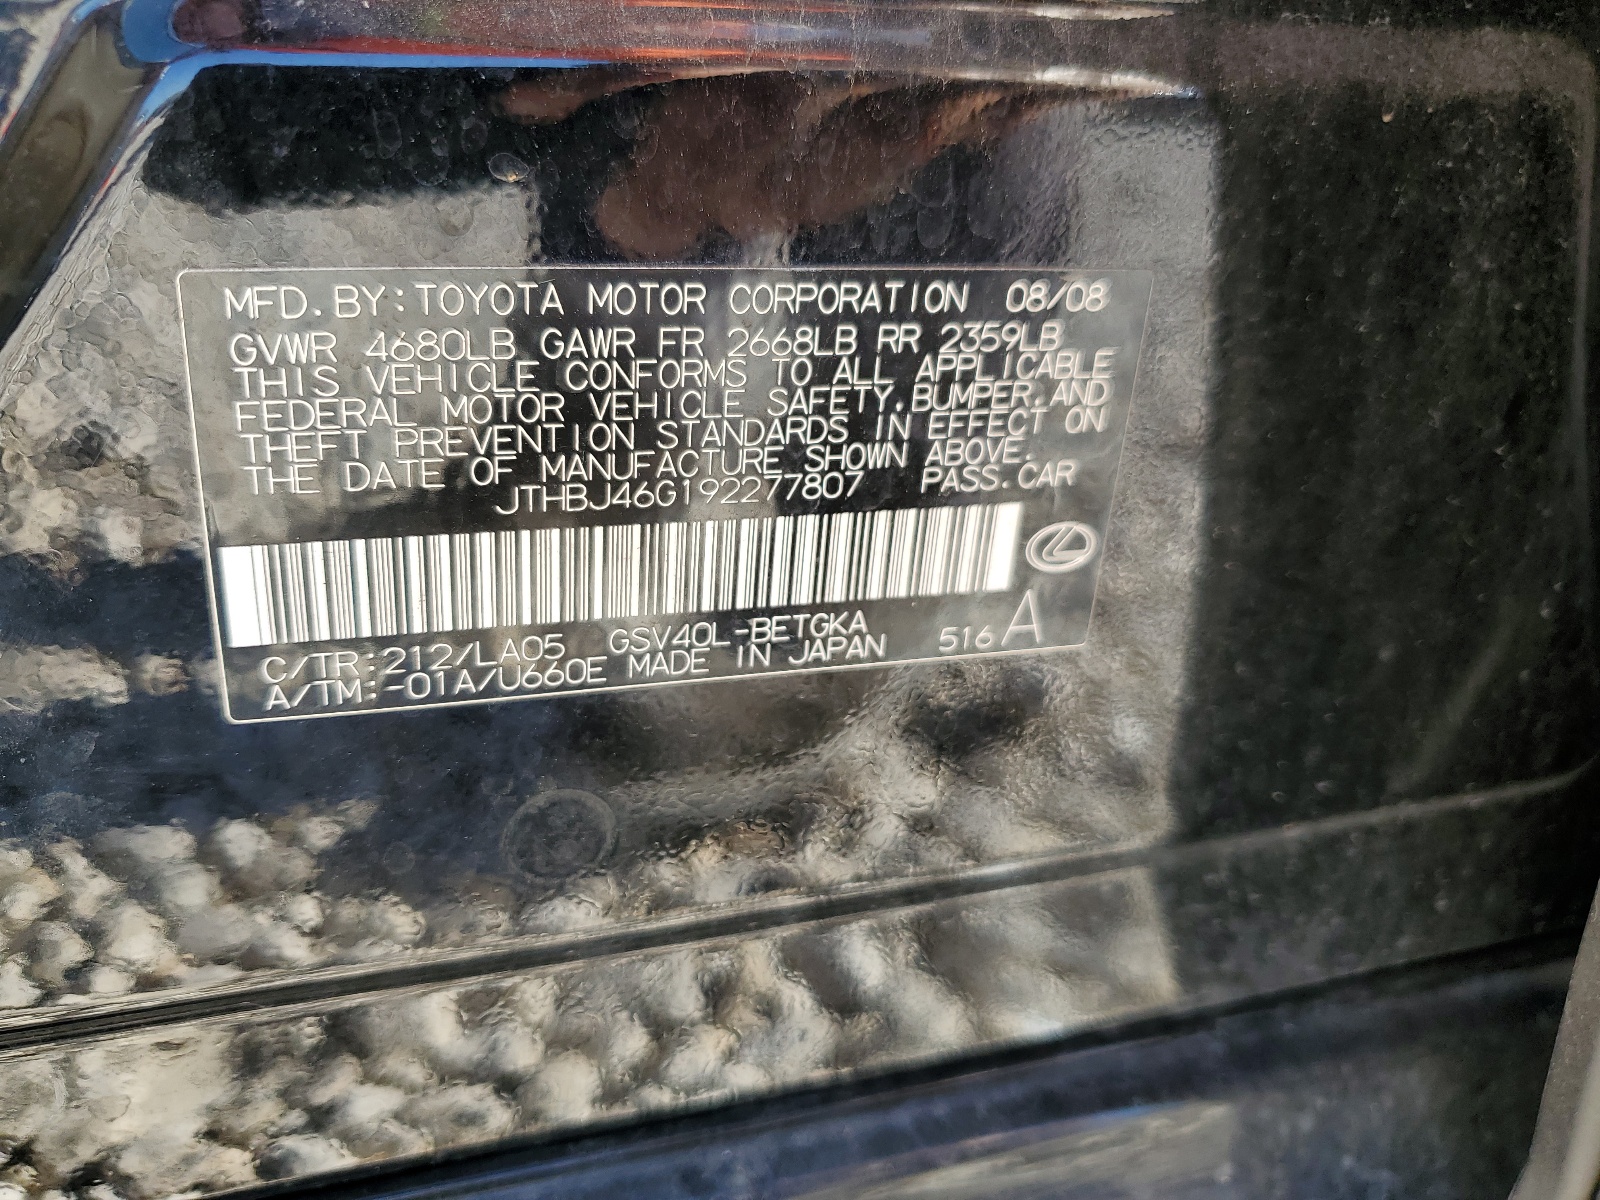 MFD. BY: TOYOTA MOTOR CORPORATION 08/08
GVWR 4680LB GAWR FR 2668LB RR 2359LB
THIS VEHICLE CONFORMS TO ALL APPLICABLE
FEDERAL MOTOR VEHICLE SAFETY, BUMPER, AND
THEFT PREVENTION STANDARDS IN EFFECT ON
THE DATE OF MANUFACTURE SHOWN ABOVE.
JTHBJ46G192277807 PASS. CAR
C/TR:212/LA05 GSV40L-BETGKA 516 A
A/TM:-01A/U660E MADE IN JAPAN